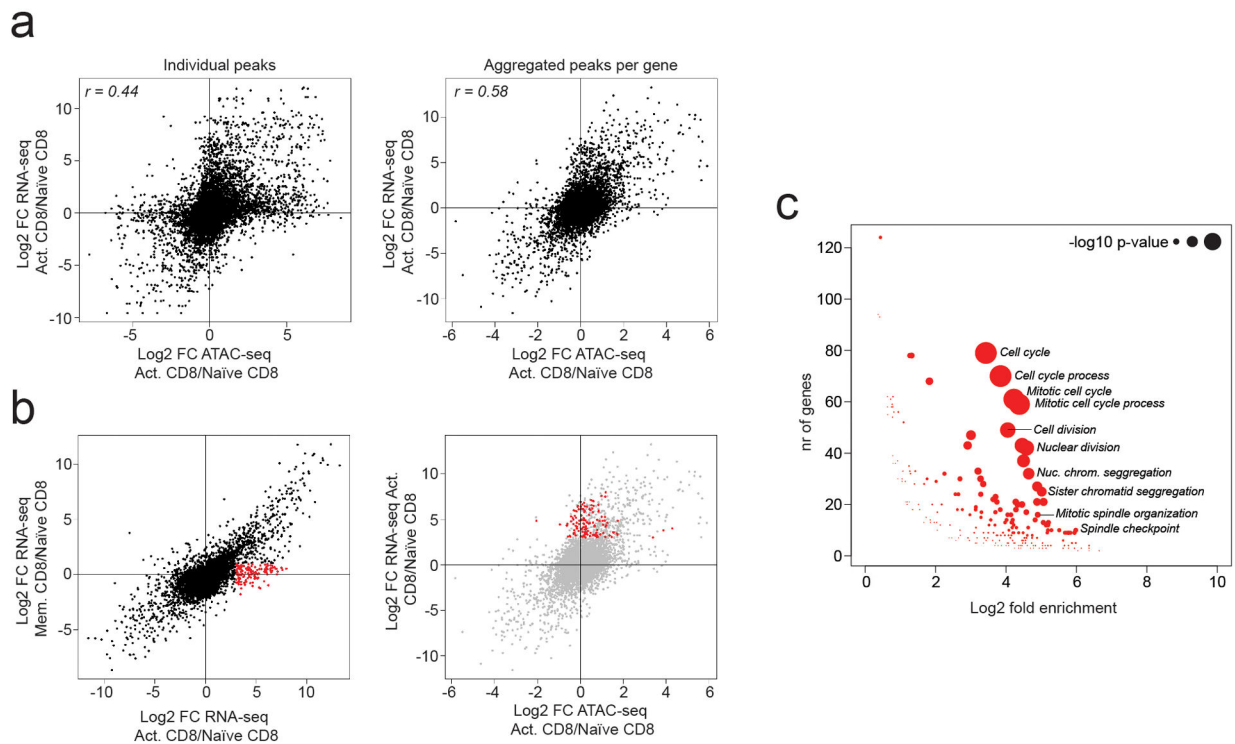 a
Individual peaks
r = 0.44
10
5
0
-5
-10
Log2 FC RNA-seq
Act. CD8/Naïve CD8
-5
0
5
Log2 FC ATAC-seq
Act. CD8/Naïve CD8
Aggregated peaks per gene
r = 0.58
10
5
0
-5
-10
Log2 FC RNA-seq
Act. CD8/Naïve CD8
-6
-4
-2
0
2
4
6
Log2 FC ATAC-seq
Act. CD8/Naïve CD8
b
10
5
0
-5
Log2 FC RNA-seq
Mem. CD8/Naïve CD8
-10
-5
0
5
10
Log2 FC RNA-seq
Act. CD8/Naïve CD8
10
5
0
-5
-10
Log2 FC RNA-seq Act.
CD8/Naïve CD8
-6
-4
-2
0
2
4
6
Log2 FC ATAC-seq
Act. CD8/Naïve CD8
c
-log10 p-value
120
100
80
60
40
20
0
nr of genes
Cell cycle
Cell cycle process
Mitotic cell cycle
Mitotic cell cycle process
Cell division
Nuclear division
Nuc. chrom. seggregation
Sister chromatid seggregation
Mitotic spindle organization
Spindle checkpoint
0
2
4
6
8
10
Log2 fold enrichment